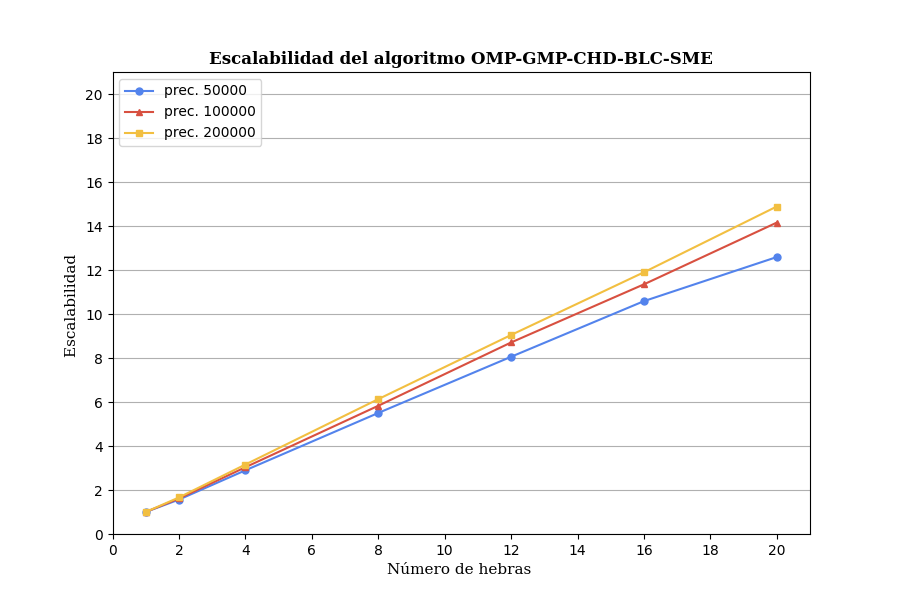 Escalabilidad del algoritmo OMP-GMP-CHD-BLC-SME
prec. 50000
prec. 100000
prec. 200000
Escalabilidad
20
18
16
14
12
10
8
6
4
2
0
0 2 4 6 8 10 12 14 16 18 20
Número de hebras